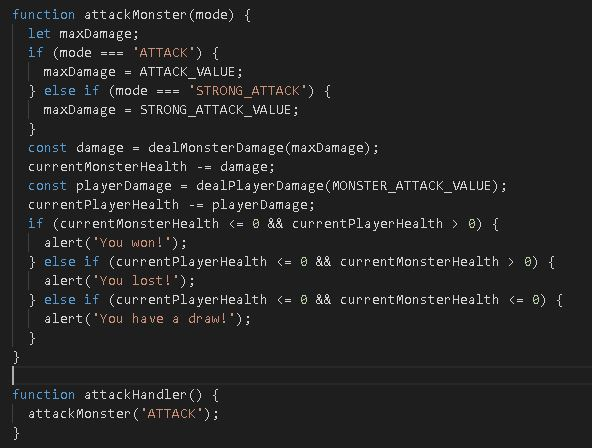 function attackMonster(mode) {
  let maxDamage;
  if (mode === 'ATTACK') {
    maxDamage = ATTACK_VALUE;
  } else if (mode === 'STRONG_ATTACK') {
    maxDamage = STRONG_ATTACK_VALUE;
  }
  const damage = dealMonsterDamage(maxDamage);
  currentMonsterHealth -= damage;
  const playerDamage = dealPlayerDamage(MONSTER_ATTACK_VALUE);
  currentPlayerHealth -= playerDamage;
  if (currentMonsterHealth <= 0 && currentPlayerHealth > 0) {
    alert('You won!');
  } else if (currentPlayerHealth <= 0 && currentMonsterHealth > 0) {
    alert('You lost!');
  } else if (currentPlayerHealth <= 0 && currentMonsterHealth <= 0) {
    alert('You have a draw!');
  }
}

function attackHandler() {
  attackMonster('ATTACK');
}